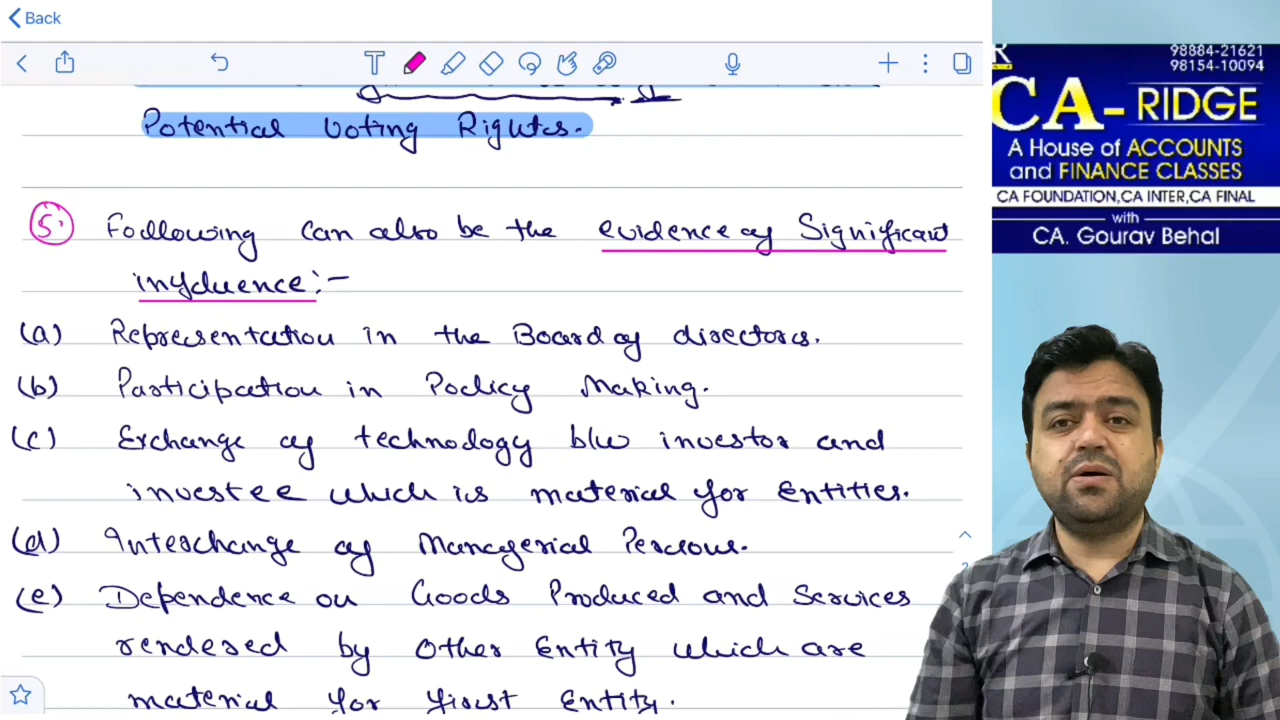 Back
Potential Voting Rights.
5. Following can also be the evidence of Significant
influence:-
(a) Representation in the Board of directors.
(b) Participation in Policy Making.
(c) Exchange of technology b/w investor and
investee which is material for Entities.
(d) Interchange of Managerial Persons.
(e) Dependence on Goods Produced and Services
rendered by other Entity which are
material for first Entity.
R
98884-21621
98154-10094
CA- RIDGE
A House of ACCOUNTS
and FINANCE CLASSES
CA FOUNDATION,CA INTER,CA FINAL
with
CA. Gourav Behal